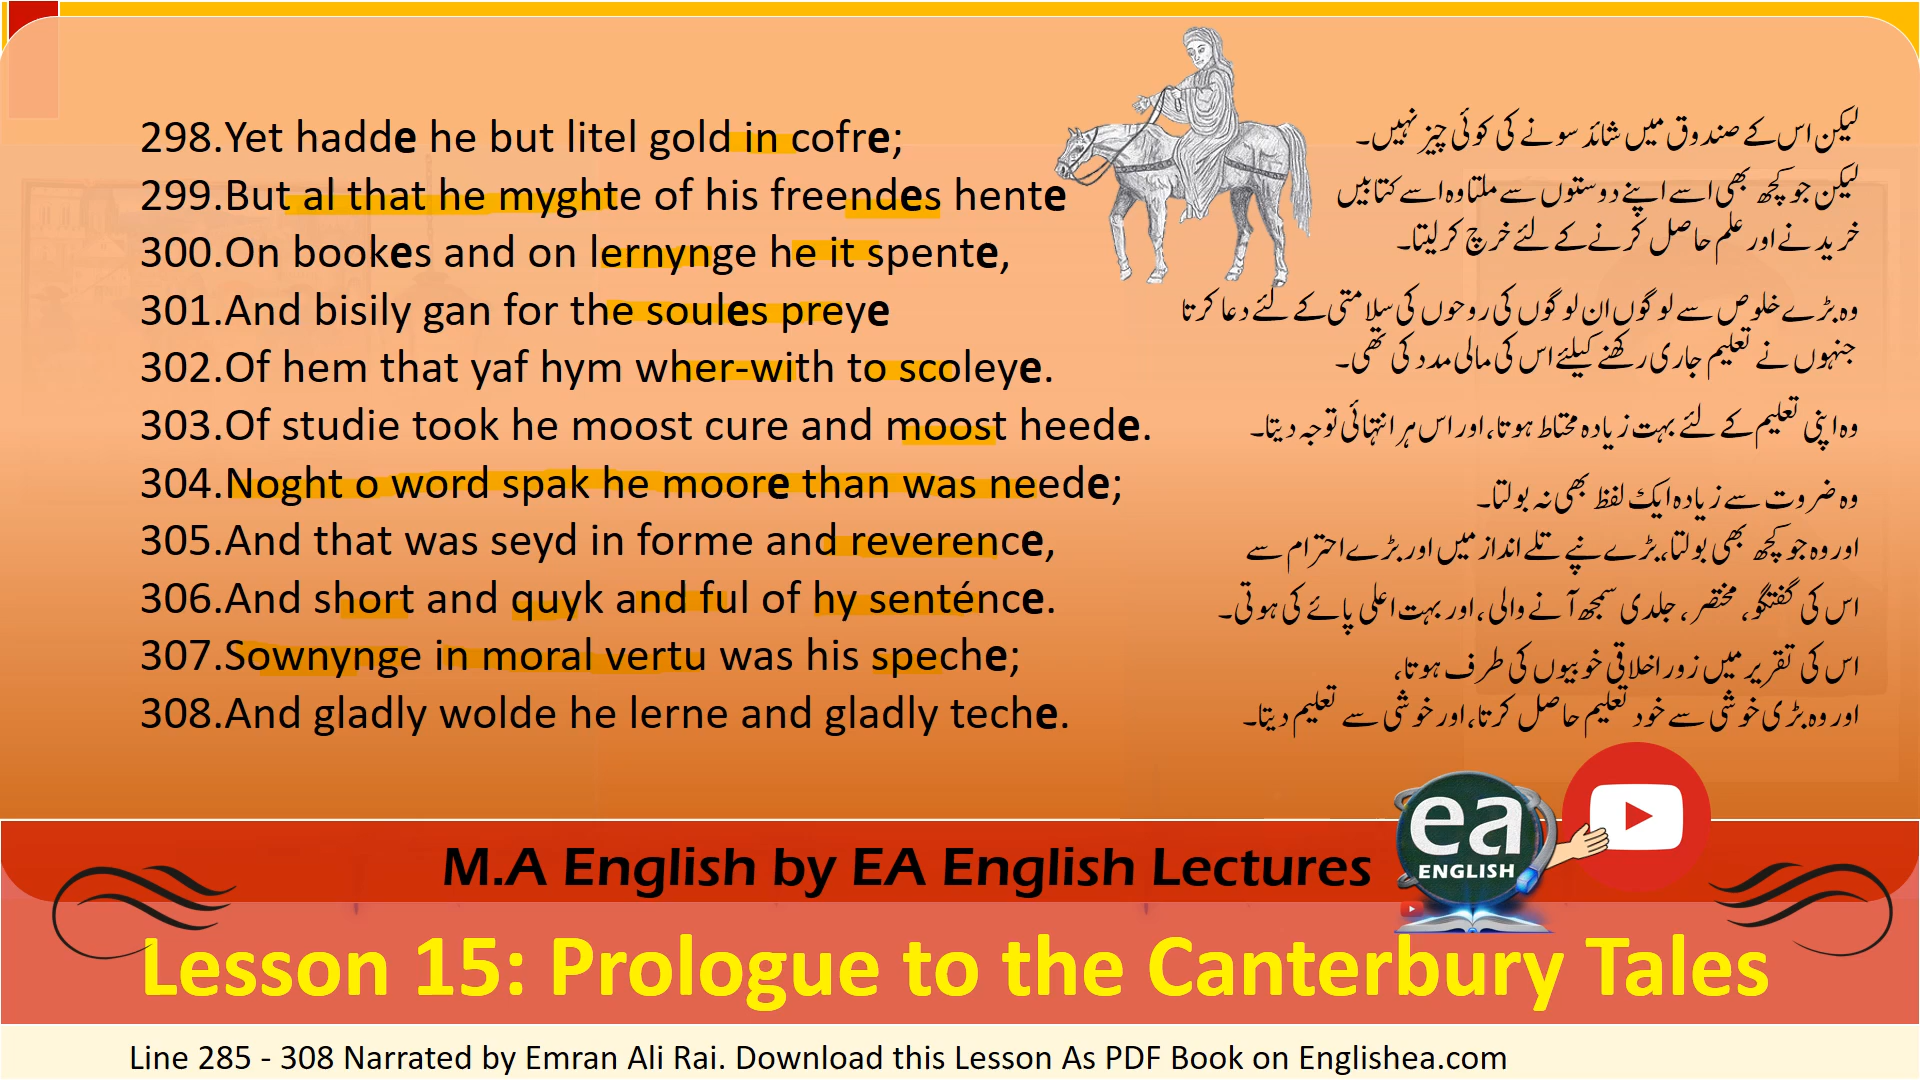 298.Yet hadde he but litel gold in cofre;
299.But al that he myghte of his freendes hente
300.On bookes and on lernynge he it spente,
301.And bisily gan for the soules preye
302.Of hem that yaf hym wher-with to scoleye.
303.Of studie took he moost cure and moost heede.
304.Noght o word spak he moore than was neede;
305.And that was seyd in forme and reverence,
306.And short and quyk and ful of hy senténce.
307.Sownynge in moral vertu was his speche;
308.And gladly wolde he lerne and gladly teche.
لیکن اس کے صندوق میں شائد سونے کی کوئی چیز نہیں۔
لیکن جو کچھ بھی اسے اپنے دوستوں سے ملتا وہ اسے کتابیں
خریدنے اور علم حاصل کرنے کے لئے خرچ کر لیتا۔
وہ بڑے خلوص سے لوگوں ان لوگوں کی روحوں کی سلامتی کے لئے دعا کرتا
جنہوں نے تعلیم جاری رکھنے کیلئے اس کی مالی مدد کی تھی۔
وہ اپنی تعلیم کے لئے بہت زیادہ محتاط ہوتا، اور اس ہر انتہائی توجہ دیتا۔
وہ ضروت سے زیادہ ایک لفظ بھی نہ بولتا۔
اور وہ جو کچھ بھی بولتا، بڑے نپے تلے انداز میں اور بڑے احترام سے
اس کی گفتگو، مختصر، جلدی سمجھ آنے والی، اور بہت اعلی پائے کی ہوتی۔
اس کی تقریر میں زور اخلاقی خوبیوں کی طرف ہوتا،
اور وہ بڑی خوشی سے خود تعلیم حاصل کرتا، اور خوشی سے تعلیم دیتا۔
M.A English by EA English Lectures
ea
ENGLISH
Lesson 15: Prologue to the Canterbury Tales
Line 285 - 308 Narrated by Emran Ali Rai. Download this Lesson As PDF Book on Englishea.com